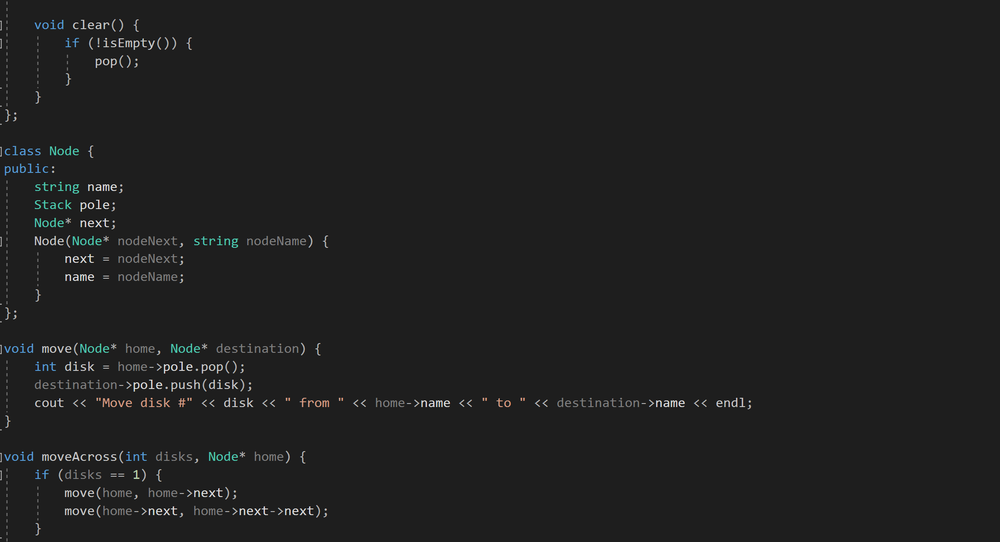 void clear() {
if (!isEmpty()) {
pop();
}
}
};
class Node {
public:
string name;
Stack pole;
Node* next;
Node(Node* nodeNext, string nodeName) {
next = nodeNext;
name = nodeName;
}
};
void move(Node* home, Node* destination) {
int disk = home->pole.pop();
destination->pole.push(disk);
cout << "Move disk #" << disk << " from " << home->name << " to " << destination->name << endl;
}
void moveAcross(int disks, Node* home) {
if (disks == 1) {
move(home, home->next);
move(home->next, home->next->next);
}